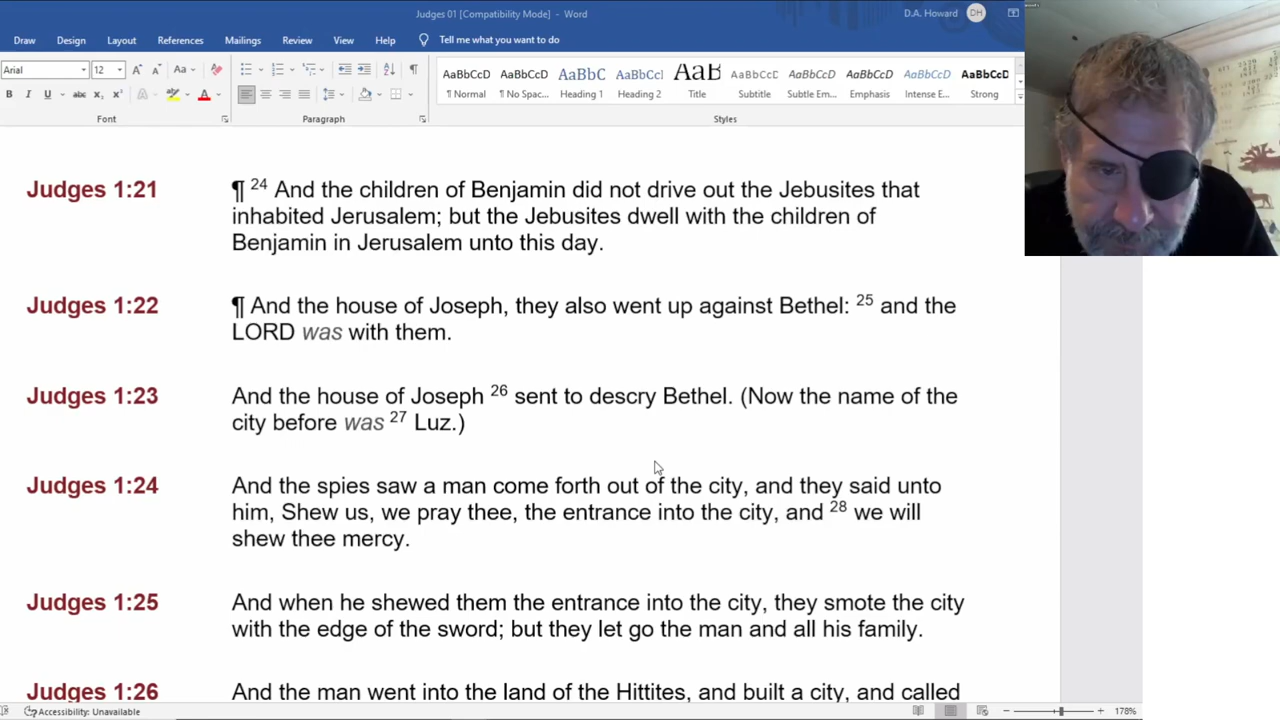 Judges 01 [Compatibility Mode] - Word
D.A. Howard DH
Draw Design Layout References Mailings Review View Help Tell me what you want to do
Arial 12 Aa
AaBbCcD AaBbCcD AaBbC AaBbCcI AaB AaBbCcD AaBbCcD AaBbCcD AaBbCcD AaBbCcD
B I U abc x₂ x² A A
¶ Normal ¶ No Spac... Heading 1 Heading 2 Title Subtitle Subtle Em... Emphasis Intense E... Strong
Font Paragraph Styles
Judges 1:21 ¶ 24 And the children of Benjamin did not drive out the Jebusites that
inhabited Jerusalem; but the Jebusites dwell with the children of
Benjamin in Jerusalem unto this day.
Judges 1:22 ¶ And the house of Joseph, they also went up against Bethel: 25 and the
LORD was with them.
Judges 1:23 And the house of Joseph 26 sent to descry Bethel. (Now the name of the
city before was 27 Luz.)
Judges 1:24 And the spies saw a man come forth out of the city, and they said unto
him, Shew us, we pray thee, the entrance into the city, and 28 we will
shew thee mercy.
Judges 1:25 And when he shewed them the entrance into the city, they smote the city
with the edge of the sword; but they let go the man and all his family.
Judges 1:26 And the man went into the land of the Hittites, and built a city, and called
Accessibility: Unavailable
178%